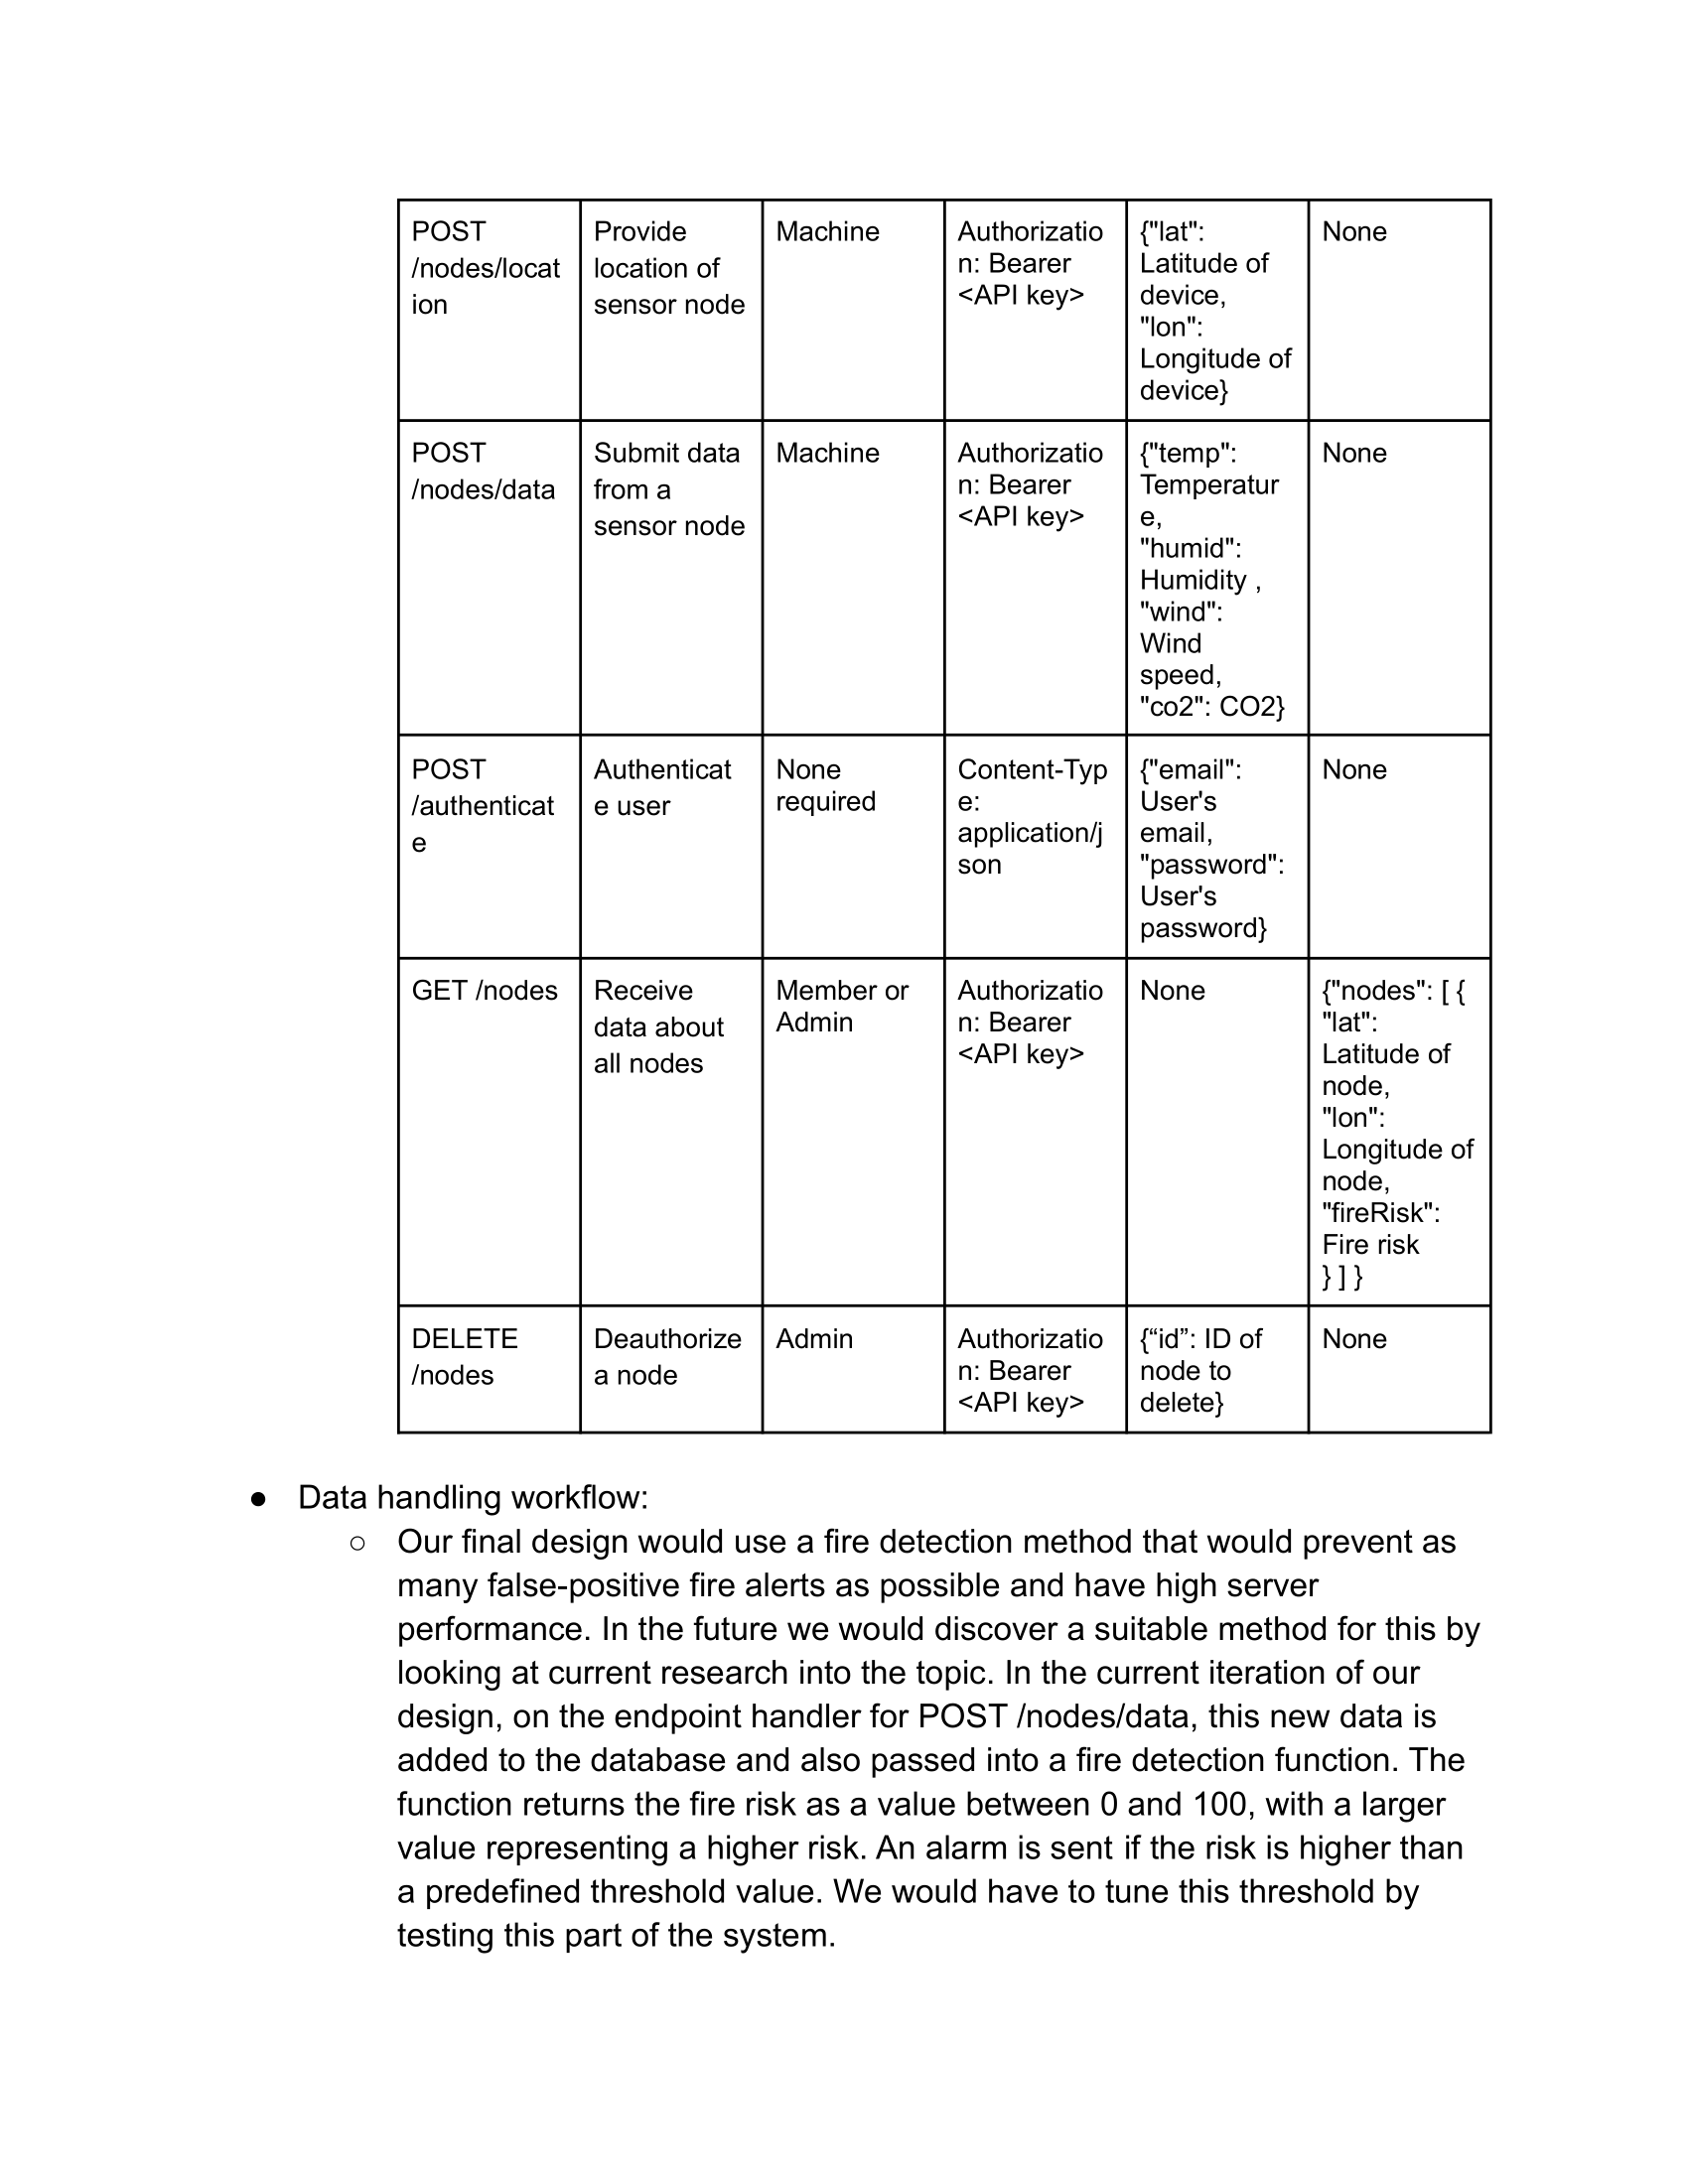 POST
/nodes/locat
ion
Provide
location of
sensor node
Machine
Authorizatio
n: Bearer
<API key>
{"lat":
Latitude of
device,
"lon":
Longitude of
device}
None
POST
/nodes/data
Submit data
from a
sensor node
Machine
Authorizatio
n: Bearer
<API key>
{"temp":
Temperatur
e,
"humid":
Humidity ,
"wind":
Wind
speed,
"co2": CO2}
None
POST
/authenticat
e
Authenticat
e user
None
required
Content-Typ
e:
application/j
son
{"email":
User's
email,
"password":
User's
password}
None
GET /nodes
Receive
data about
all nodes
Member or
Admin
Authorizatio
n: Bearer
<API key>
None
{"nodes": [ {
"lat":
Latitude of
node,
"lon":
Longitude of
node,
"fireRisk":
Fire risk
} ] }
DELETE
/nodes
Deauthorize
a node
Admin
Authorizatio
n: Bearer
<API key>
{“id”: ID of
node to
delete}
None
● Data handling workflow:
○ Our final design would use a fire detection method that would prevent as
many false-positive fire alerts as possible and have high server
performance. In the future we would discover a suitable method for this by
looking at current research into the topic. In the current iteration of our
design, on the endpoint handler for POST /nodes/data, this new data is
added to the database and also passed into a fire detection function. The
function returns the fire risk as a value between 0 and 100, with a larger
value representing a higher risk. An alarm is sent if the risk is higher than
a predefined threshold value. We would have to tune this threshold by
testing this part of the system.